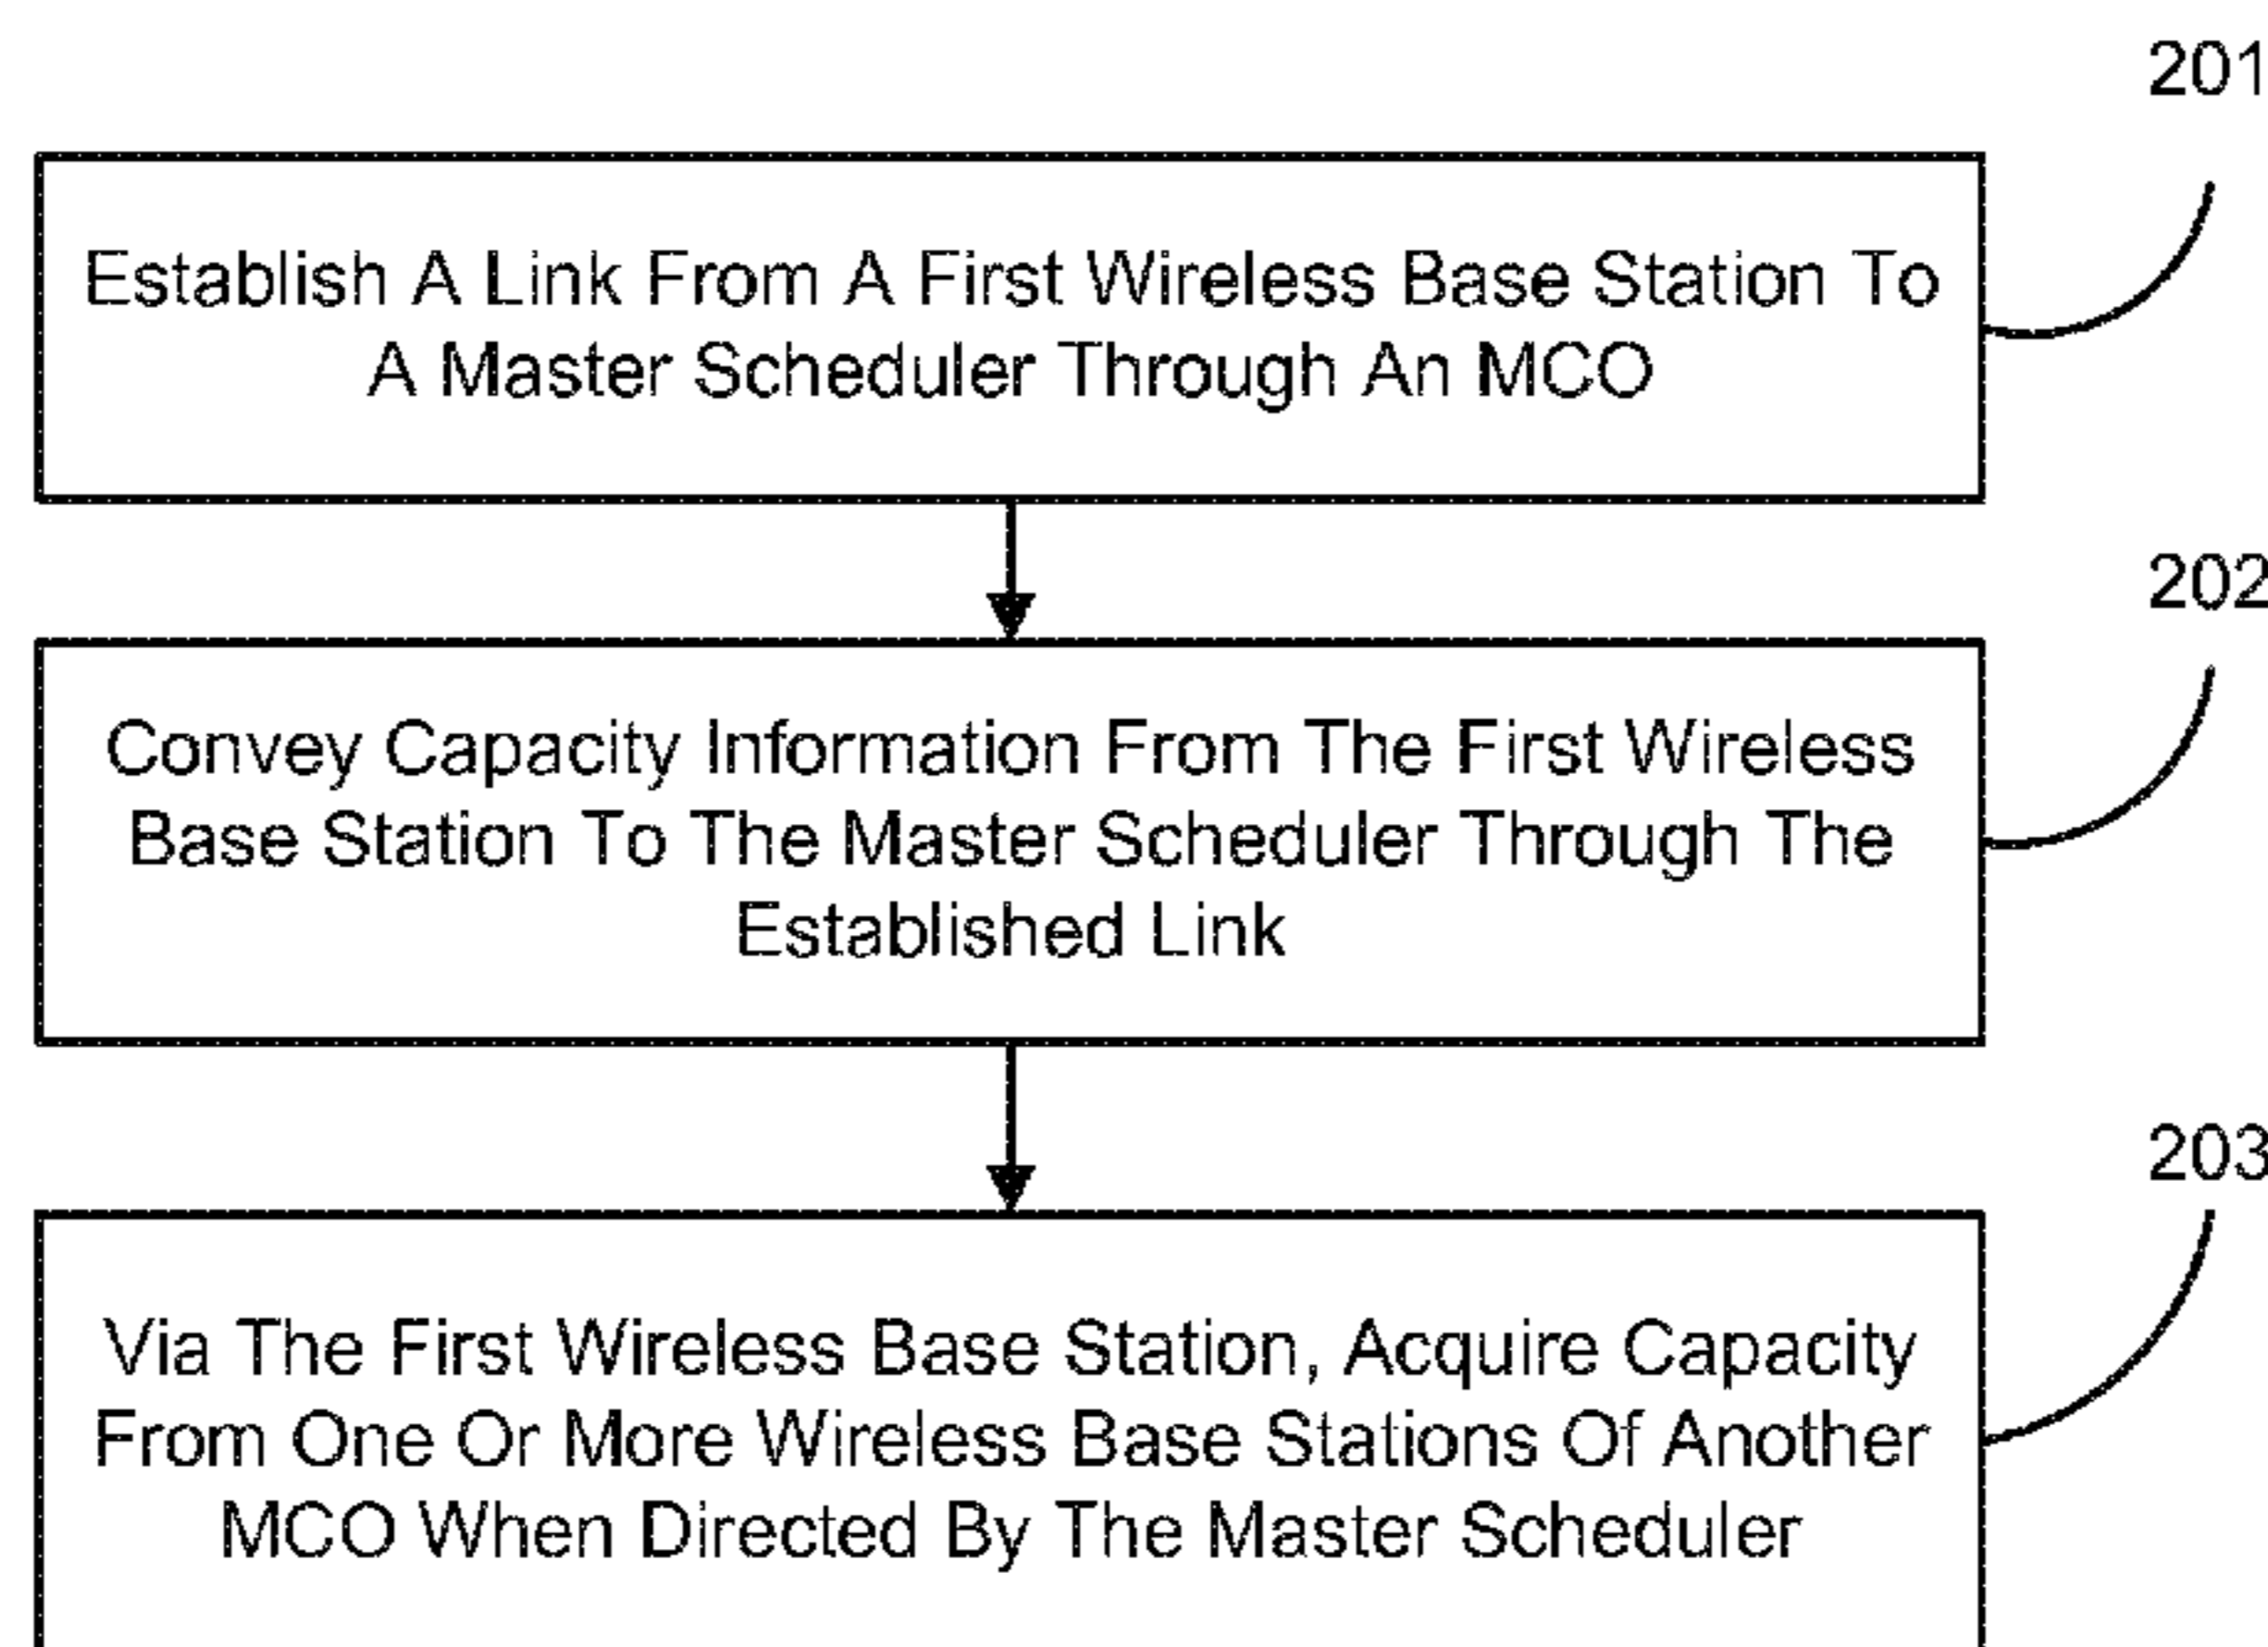 201
Establish A Link From A First Wireless Base Station To
A Master Scheduler Through An MCO
202
Convey Capacity Information From The First Wireless
Base Station To The Master Scheduler Through The
Established Link
203
Via The First Wireless Base Station, Acquire Capacity
From One Or More Wireless Base Stations Of Another
MCO When Directed By The Master Scheduler